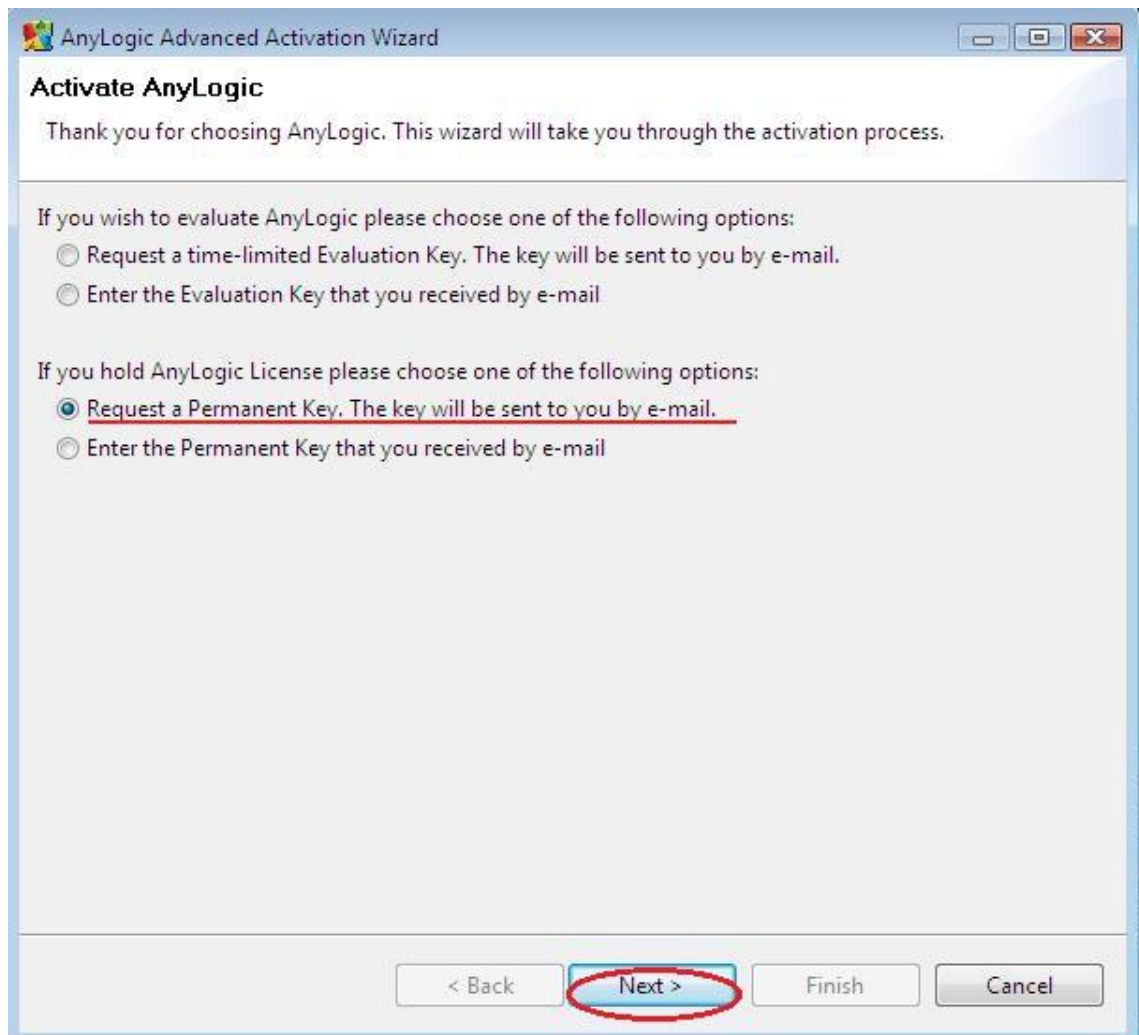 AnyLogic Advanced Activation Wizard
Activate AnyLogic
Thank you for choosing AnyLogic. This wizard will take you through the activation process.
If you wish to evaluate AnyLogic please choose one of the following options:
Request a time-limited Evaluation Key. The key will be sent to you by e-mail.
Enter the Evaluation Key that you received by e-mail
If you hold AnyLogic License please choose one of the following options:
Request a Permanent Key. The key will be sent to you by e-mail.
Enter the Permanent Key that you received by e-mail
< Back Next > Finish Cancel